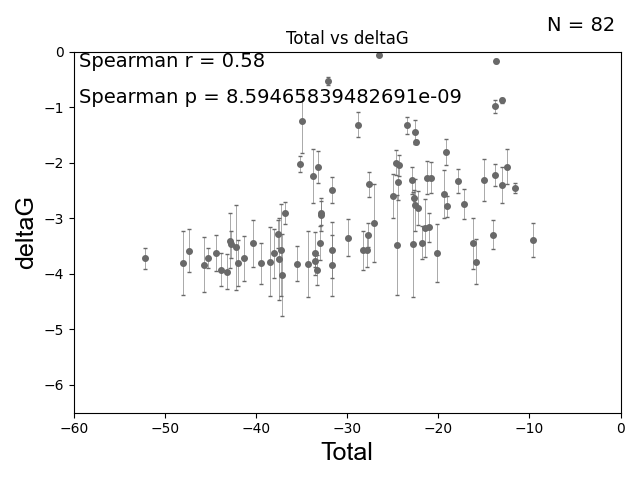 N = 82
Total vs deltaG
Spearman r = 0.58
Spearman p = 8.59465839482691e-09
0
−1
−2
−3
−4
−5
−6
deltaG
−60 −50 −40 −30 −20 −10 0
Total